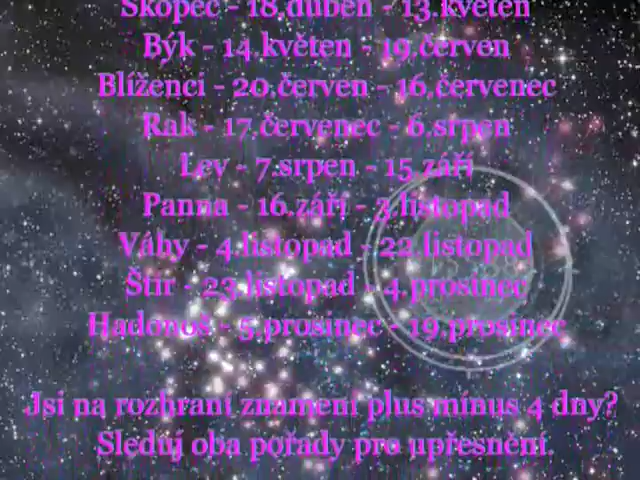 Skopec - 18.duben - 13.květen
Býk - 14.květen - 19.červen
Blíženci - 20.červen - 16.červenec
Rak - 17.červenec - 6.srpen
Lev - 7.srpen - 15.září
Panna - 16.září - 3.listopad
Váhy - 4.listopad - 22.listopad
Štír - 23.listopad - 4.prosinec
Hadonoš - 5.prosinec - 19.prosinec
Jsi na rozhraní znamení plus mínus 4 dny?
Sleduj oba pořady pro upřesnění.